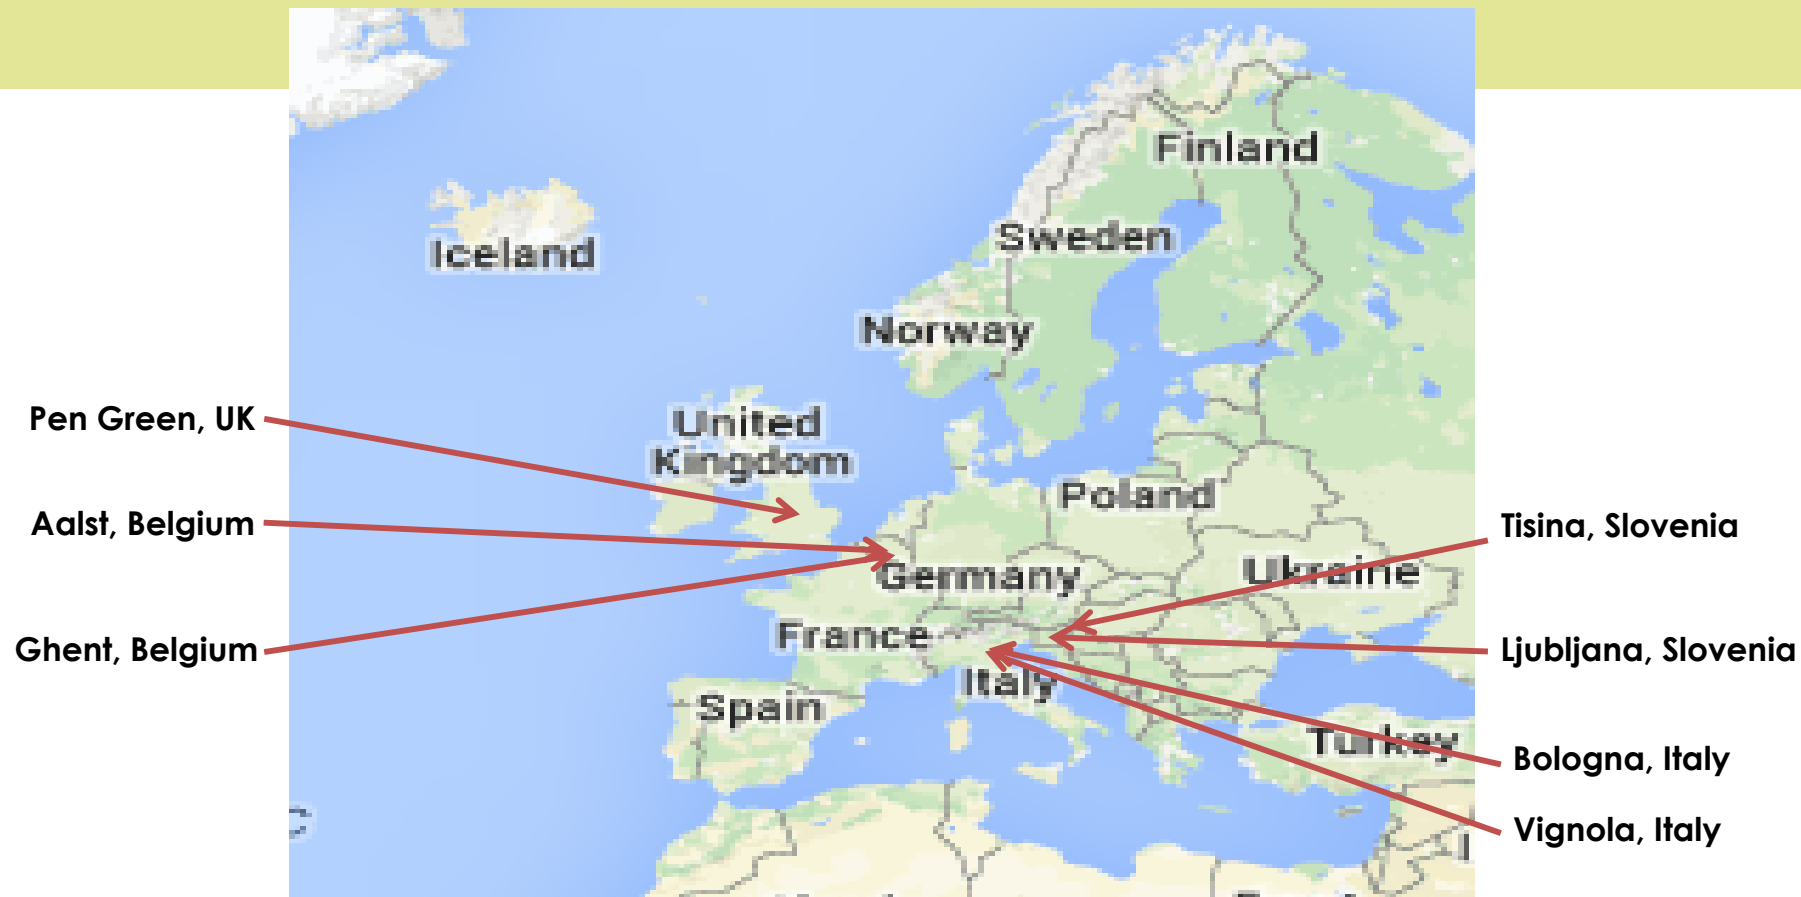 Finland
Sweden
Iceland
Norway
United
Kingdom
Poland
Germany
Ukraine
France
Italy
Spain
Turkey
Pen Green, UK
Aalst, Belgium
Ghent, Belgium
Tisina, Slovenia
Ljubljana, Slovenia
Bologna, Italy
Vignola, Italy